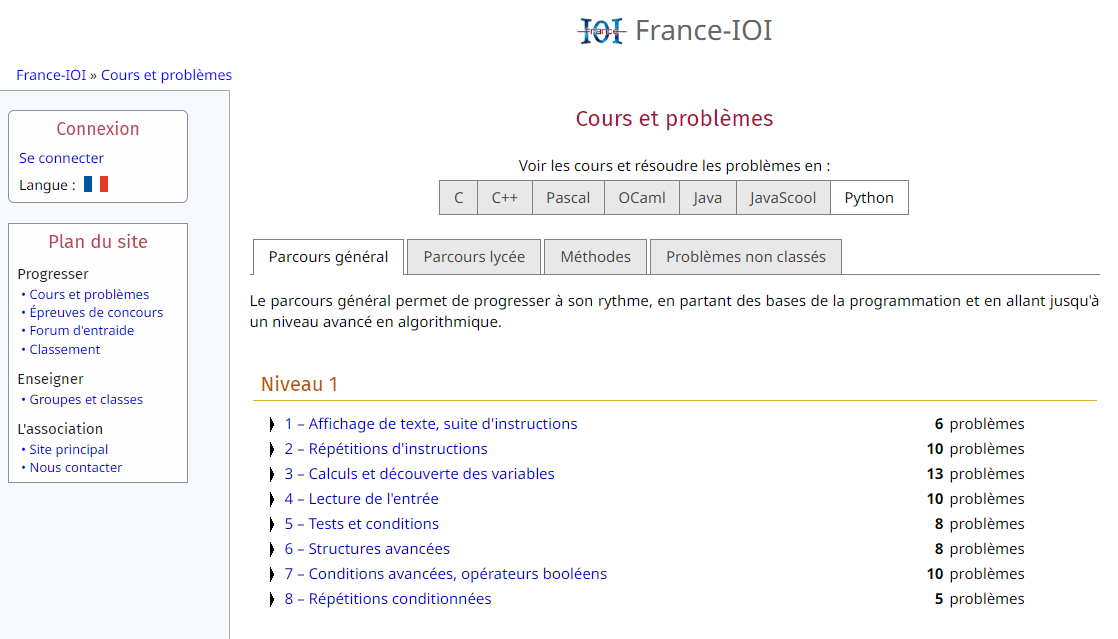 France
France-IOI
France-IOI » Cours et problèmes
Connexion
Se connecter
Langue :
Plan du site
Progresser
• Cours et problèmes
• Épreuves de concours
• Forum d'entraide
• Classement
Enseigner
• Groupes et classes
L'association
• Site principal
• Nous contacter
Cours et problèmes
Voir les cours et résoudre les problèmes en :
C C++ Pascal OCaml Java JavaScool Python
Parcours général Parcours lycée Méthodes Problèmes non classés
Le parcours général permet de progresser à son rythme, en partant des bases de la programmation et en allant jusqu'à
un niveau avancé en algorithmique.
Niveau 1
1 – Affichage de texte, suite d'instructions 6 problèmes
2 – Répétitions d'instructions 10 problèmes
3 – Calculs et découverte des variables 13 problèmes
4 – Lecture de l'entrée 10 problèmes
5 – Tests et conditions 8 problèmes
6 – Structures avancées 8 problèmes
7 – Conditions avancées, opérateurs booléens 10 problèmes
8 – Répétitions conditionnées 5 problèmes